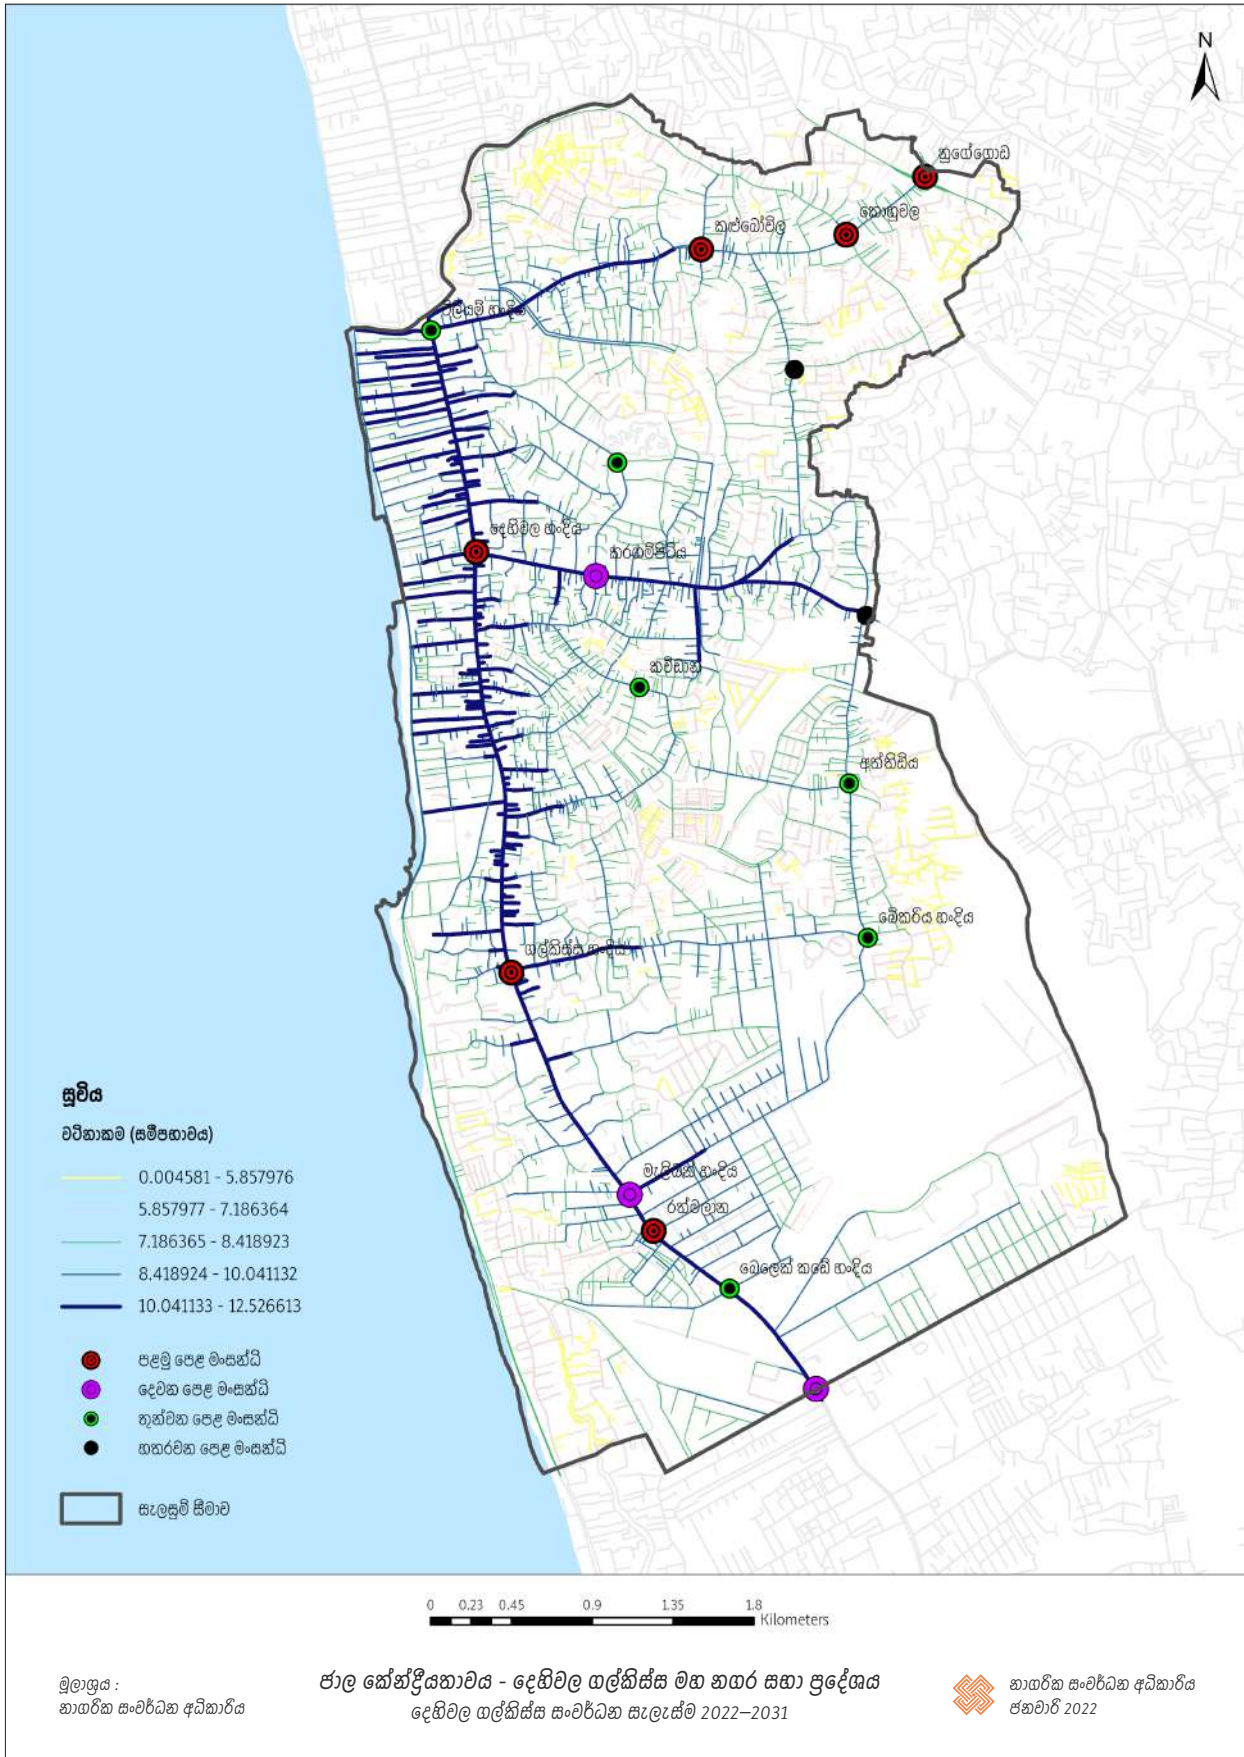 N
නුගේගොඩ
කොහුවල
කළුබෝවිල
විලියම් හංදිය
දෙහිවල හංදිය
කරගම්පිටිය
කව්ඩාන
අත්තිඩිය
බේකරිය හංදිය
ගල්කිස්ස හංදිය
මැලිබන් හංදිය
රත්මලාන
බෙලෙක් කඩේ හංදිය
සූචිය
වටිනාකම (සමීපභාවය)
0.004581 - 5.857976
5.857977 - 7.186364
7.186365 - 8.418923
8.418924 - 10.041132
10.041133 - 12.526613
පළමු පෙළ මංසන්ධි
දෙවන පෙළ මංසන්ධි
තුන්වන පෙළ මංසන්ධි
හතරවන පෙළ මංසන්ධි
සැලසුම් සීමාව
0 0.23 0.45 0.9 1.35 1.8
Kilometers
මූලාශ්‍රය :
නාගරික සංවර්ධන අධිකාරිය
ජාල කේන්ද්‍රීයතාවය - දෙහිවල ගල්කිස්ස මහ නගර සභා ප්‍රදේශය
දෙහිවල ගල්කිස්ස සංවර්ධන සැලැස්ම 2022–2031
නාගරික සංවර්ධන අධිකාරිය
ජනවාරි 2022